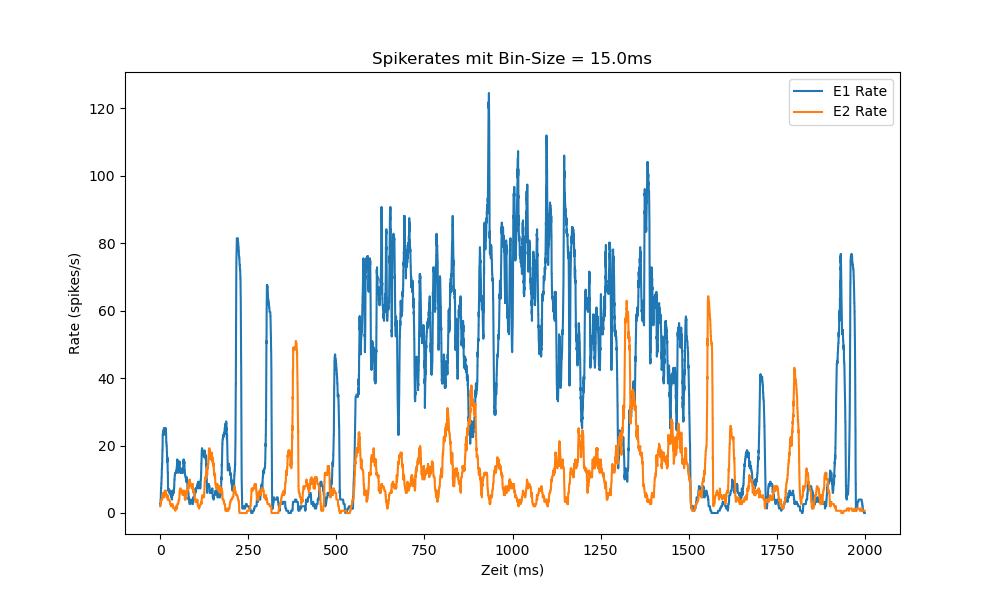 Spikerates mit Bin-Size = 15.0ms
E1 Rate
E2 Rate
120
100
80
60
40
20
0
Rate (spikes/s)
0 250 500 750 1000 1250 1500 1750 2000
Zeit (ms)